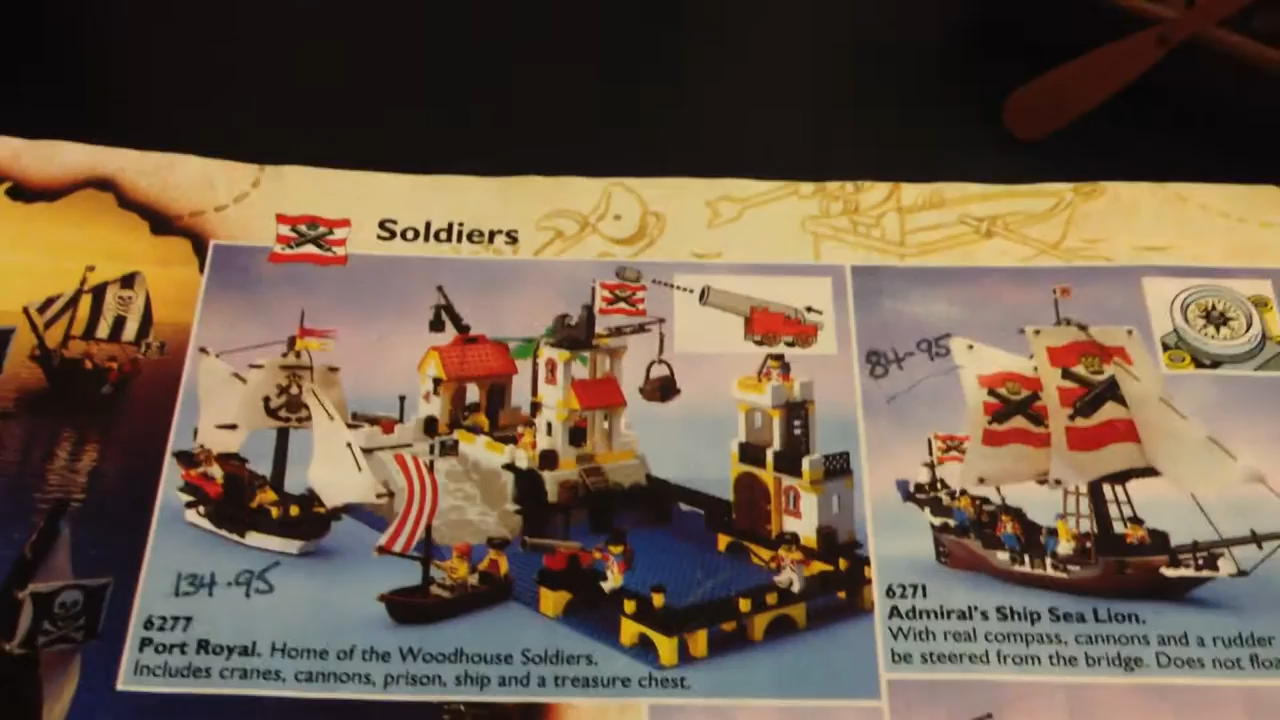 Soldiers
134.95
6277
Port Royal. Home of the Woodhouse Soldiers.
Includes cranes, cannons, prison, ship and a treasure chest.
84-95
6271
Admiral's Ship Sea Lion.
With real compass, cannons and a rudder
be steered from the bridge. Does not